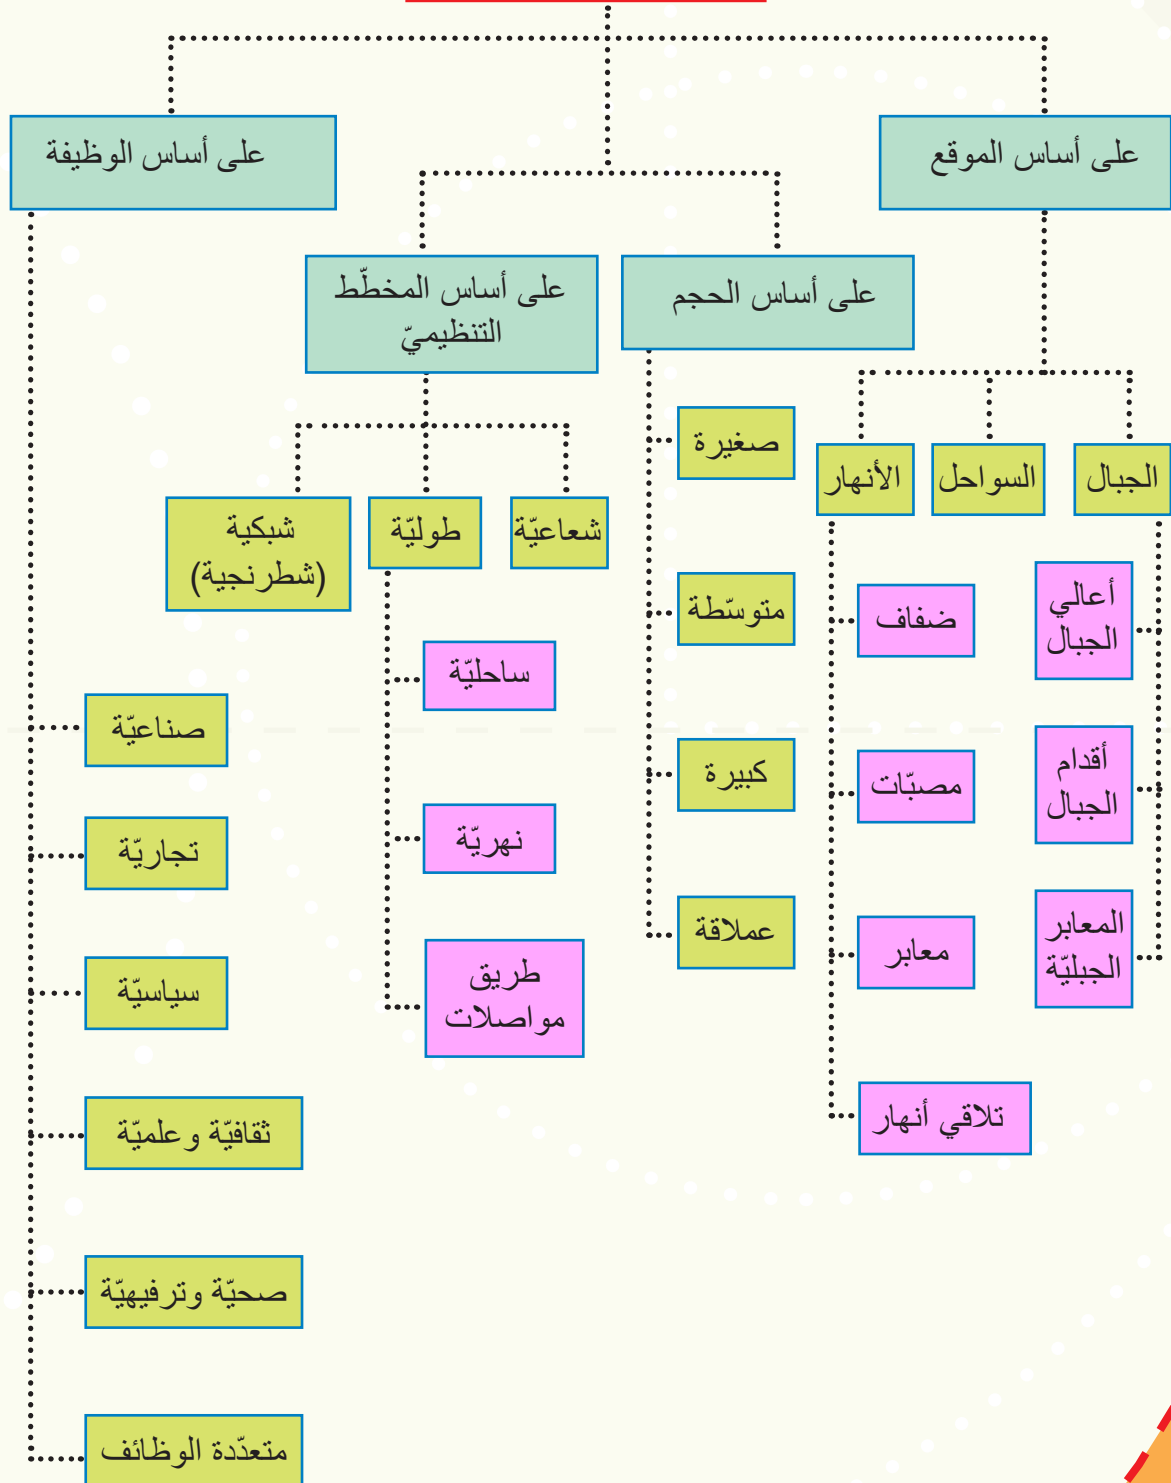 على أساس الموقع
على أساس الوظيفة
على أساس الحجم
على أساس المخطّط
التنظيميّ
الجبال
السواحل
الأنهار
أعالي
الجبال
أقدام
الجبال
المعابر
الجبليّة
ضفاف
مصبّات
معابر
تلاقي أنهار
صغيرة
متوسّطة
كبيرة
عملاقة
شعاعيّة
طوليّة
شبكية
(شطرنجية)
ساحليّة
نهريّة
طريق
مواصلات
صناعيّة
تجاريّة
سياسيّة
ثقافيّة وعلميّة
صحيّة وترفيهيّة
متعدّدة الوظائف